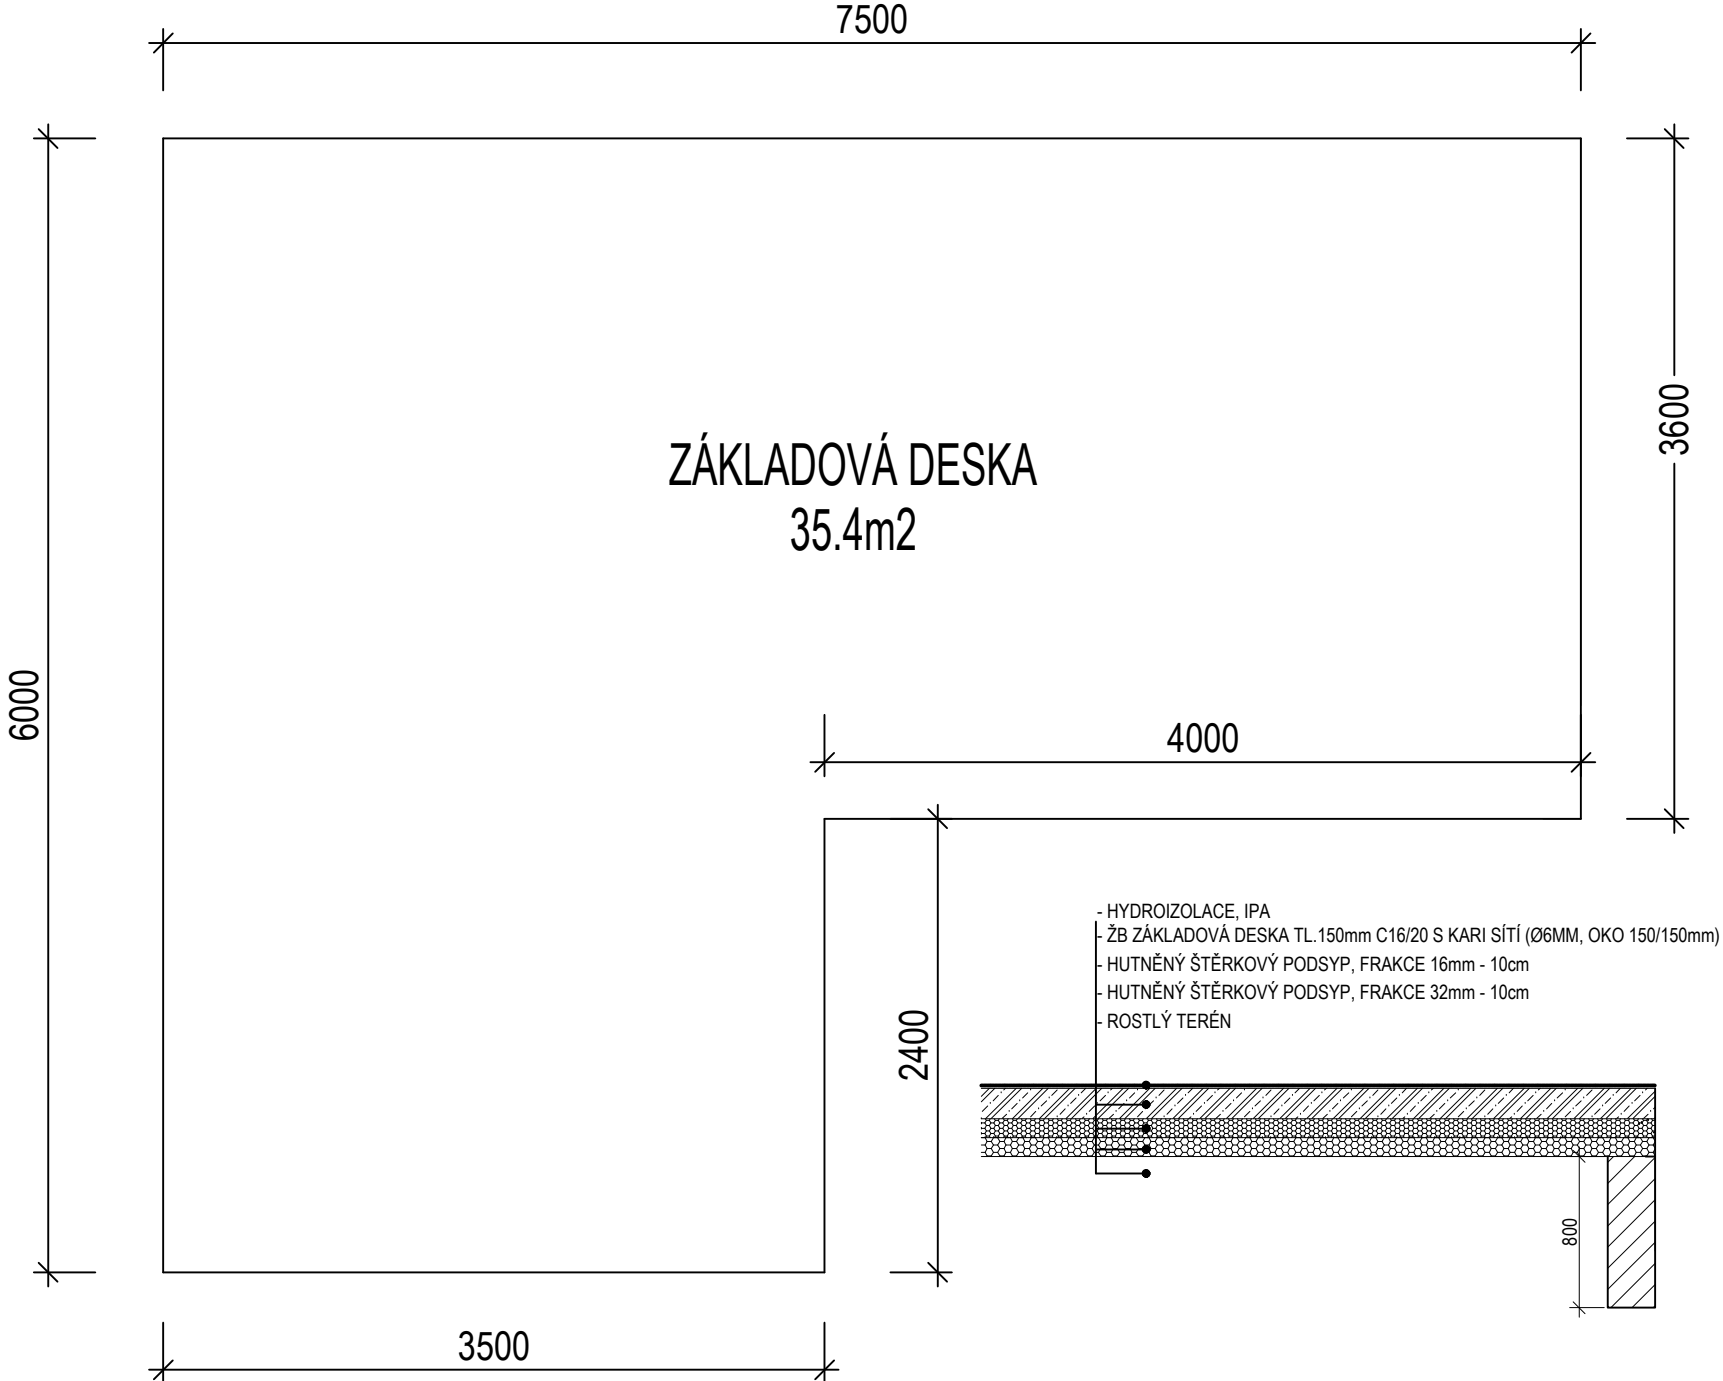 7500
3600
ZÁKLADOVÁ DESKA
35.4m2
6000
4000
- HYDROIZOLACE, IPA
- ŽB ZÁKLADOVÁ DESKA TL.150mm C16/20 S KARI SÍTÍ (Ø6MM, OKO 150/150mm)
- HUTNĚNÝ ŠTĚRKOVÝ PODSYP, FRAKCE 16mm - 10cm
- HUTNĚNÝ ŠTĚRKOVÝ PODSYP, FRAKCE 32mm - 10cm
- ROSTLÝ TERÉN
2400
800
3500